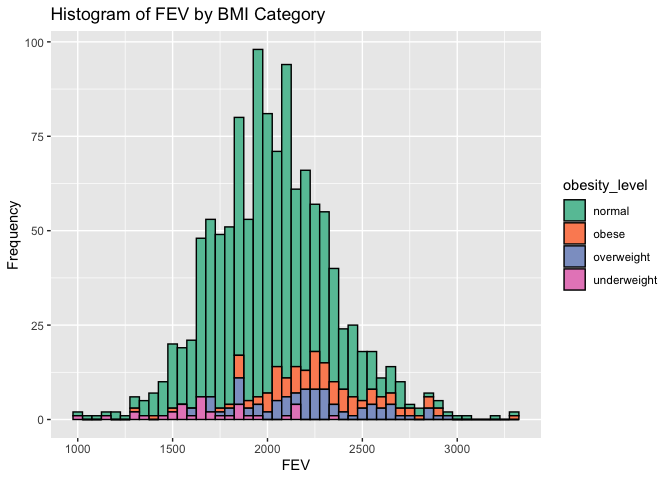 Histogram of FEV by BMI Category
100
75
50
25
0
Frequency
1000 1500 2000 2500 3000
FEV
obesity_level
normal
obese
overweight
underweight